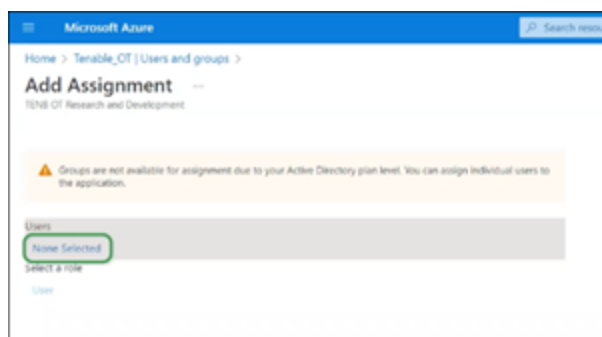 Microsoft Azure
Search resou
Home > Tenable_OT | Users and groups >
Add Assignment ...
TENB OT Research and Development
Groups are not available for assignment due to your Active Directory plan level. You can assign individual users to
the application.
Users
None Selected
Select a role
User